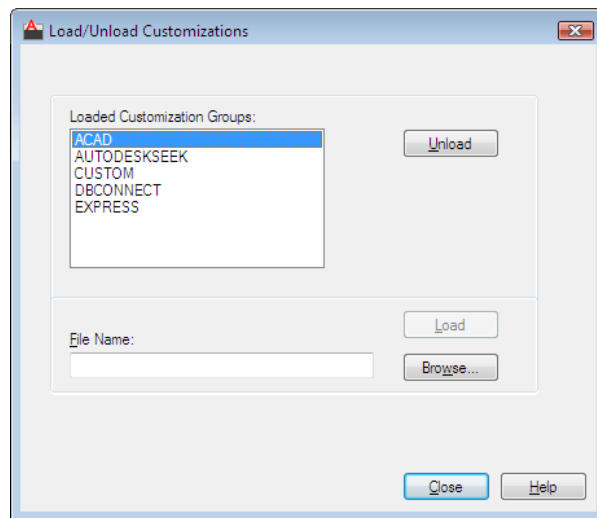 Load/Unload Customizations
Loaded Customization Groups:
ACAD
AUTODESKSEEK
CUSTOM
DBCONNECT
EXPRESS
Unload
Load
File Name:
Browse...
Close
Help